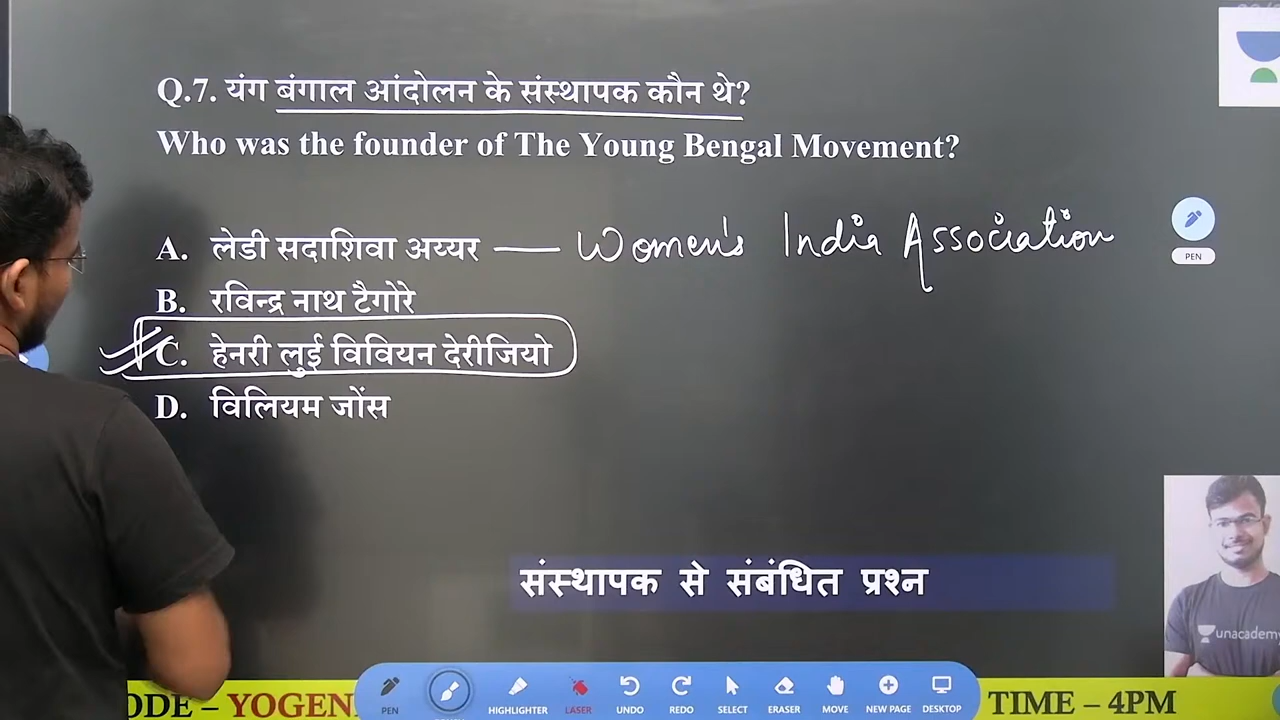 Q.7. यंग बंगाल आंदोलन के संस्थापक कौन थे?
Who was the founder of The Young Bengal Movement?
A. लेडी सदाशिवा अय्यर — Women's India Association
B. रविन्द्र नाथ टैगोरे
C. हेनरी लुई विवियन देरीजियो
D. विलियम जोंस
PEN
संस्थापक से संबंधित प्रश्न
unacademy
PEN
HIGHLIGHTER
LASER
UNDO
REDO
SELECT
ERASER
MOVE
NEW PAGE
DESKTOP
ODE – YOGEN
TIME – 4PM